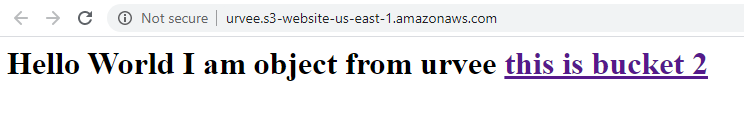 Not secure urvee.s3-website-us-east-1.amazonaws.com
Hello World I am object from urvee this is bucket 2